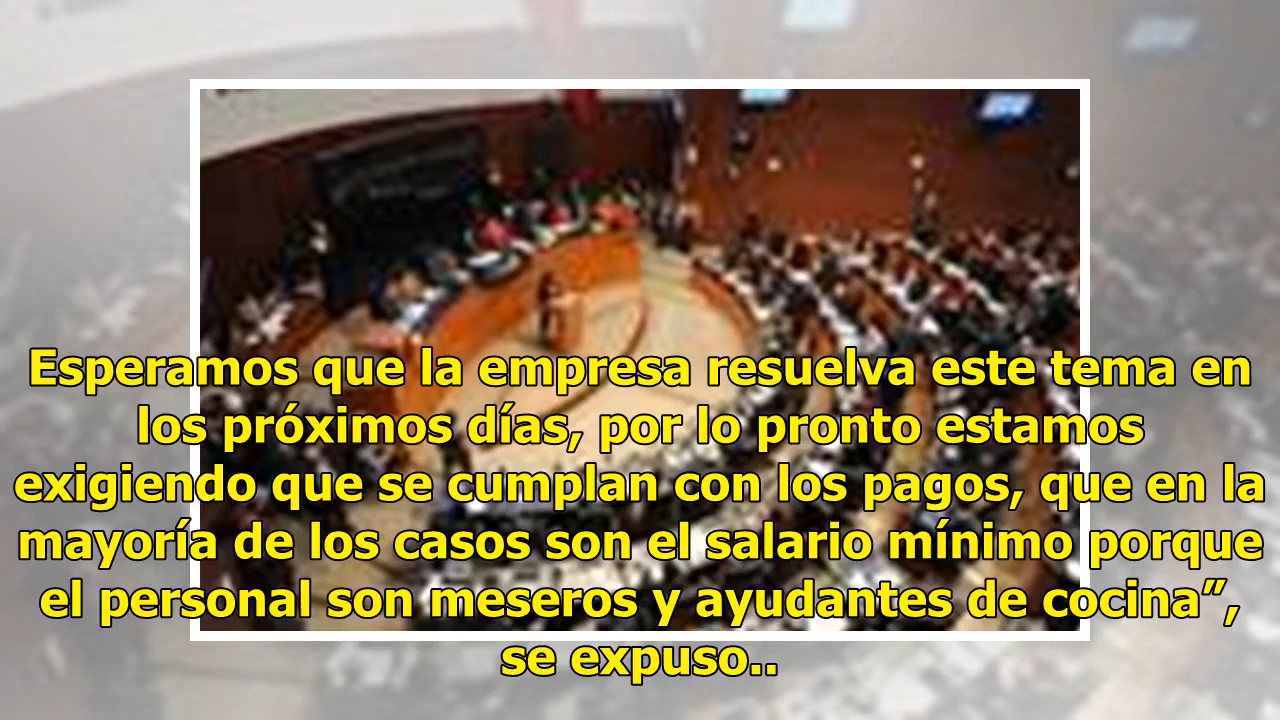 Esperamos que la empresa resuelva este tema en
los próximos días, por lo pronto estamos
exigiendo que se cumplan con los pagos, que en la
mayoría de los casos son el salario mínimo porque
el personal son meseros y ayudantes de cocina”,
se expuso..